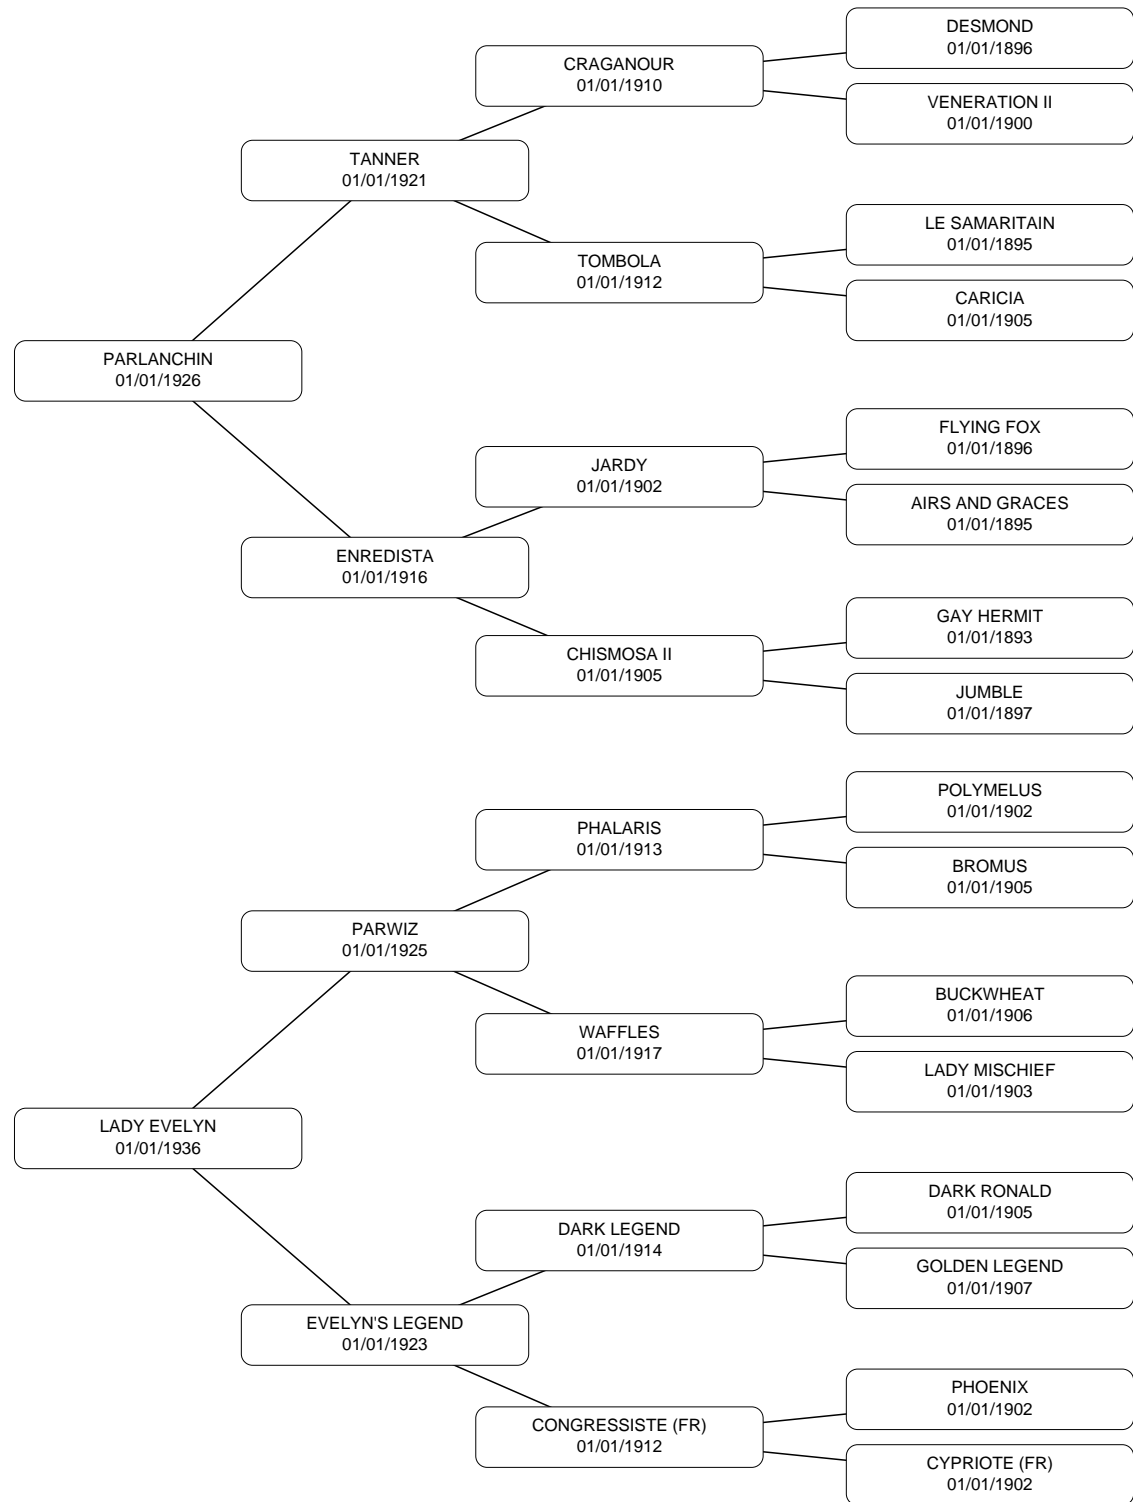 DESMOND
01/01/1896
CRAGANOUR
01/01/1910
VENERATION II
01/01/1900
TANNER
01/01/1921
LE SAMARITAIN
01/01/1895
TOMBOLA
01/01/1912
CARICIA
01/01/1905
PARLANCHIN
01/01/1926
FLYING FOX
01/01/1896
JARDY
01/01/1902
AIRS AND GRACES
01/01/1895
ENREDISTA
01/01/1916
GAY HERMIT
01/01/1893
CHISMOSA II
01/01/1905
JUMBLE
01/01/1897
POLYMELUS
01/01/1902
PHALARIS
01/01/1913
BROMUS
01/01/1905
PARWIZ
01/01/1925
BUCKWHEAT
01/01/1906
WAFFLES
01/01/1917
LADY MISCHIEF
01/01/1903
LADY EVELYN
01/01/1936
DARK RONALD
01/01/1905
DARK LEGEND
01/01/1914
GOLDEN LEGEND
01/01/1907
EVELYN'S LEGEND
01/01/1923
PHOENIX
01/01/1902
CONGRESSISTE (FR)
01/01/1912
CYPRIOTE (FR)
01/01/1902